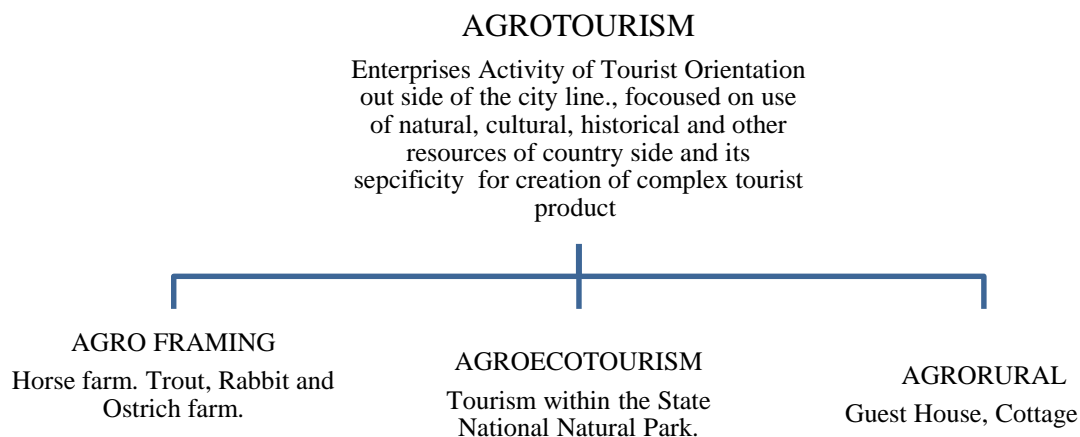 AGROTOURISM
Enterprises Activity of Tourist Orientation
out side of the city line., focoused on use
of natural, cultural, historical and other
resources of country side and its
sepcificity for creation of complex tourist
product
AGRO FRAMING
Horse farm. Trout, Rabbit and
Ostrich farm.
AGROECOTOURISM
Tourism within the State
National Natural Park.
AGRORURAL
Guest House, Cottage